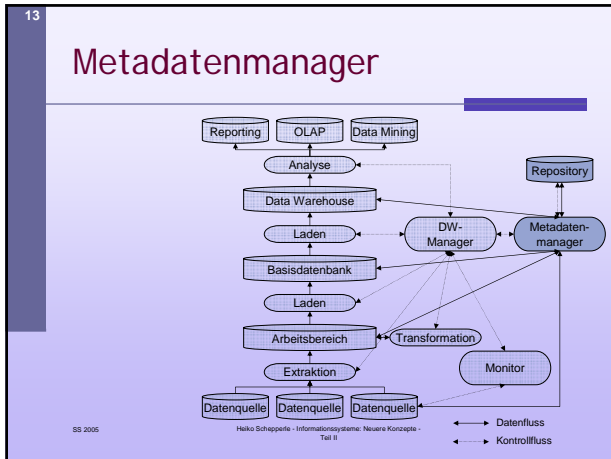 13
Metadatenmanager
Reporting
OLAP
Data Mining
Analyse
Repository
Data Warehouse
Laden
DW-
Manager
Metadaten-
manager
Basisdatenbank
Laden
Arbeitsbereich
Transformation
Extraktion
Monitor
Datenquelle
Datenquelle
Datenquelle
SS 2005
Heiko Schepperle - Informationssysteme: Neuere Konzepte -
Teil II
Datenfluss
Kontrollfluss